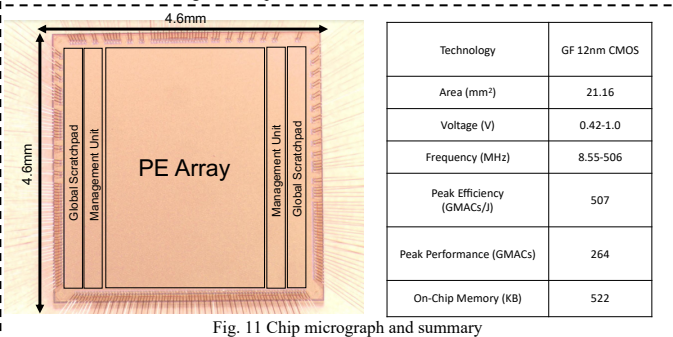 4.6mm
4.6mm
Global Scratchpad
Management Unit
PE Array
Management Unit
Global Scratchpad
Technology GF 12nm CMOS
Area (mm²) 21.16
Voltage (V) 0.42-1.0
Frequency (MHz) 8.55-506
Peak Efficiency
(GMACs/J) 507
Peak Performance (GMACs) 264
On-Chip Memory (KB) 522
Fig. 11 Chip micrograph and summary